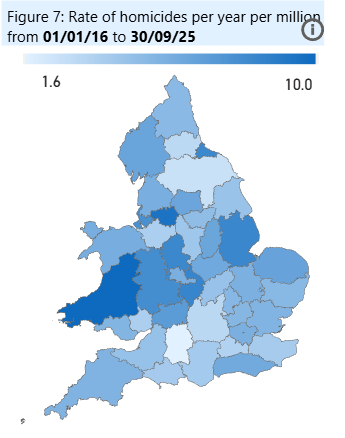 Figure 7: Rate of homicides per year per million
from 01/01/16 to 30/09/25
i
1.6 10.0